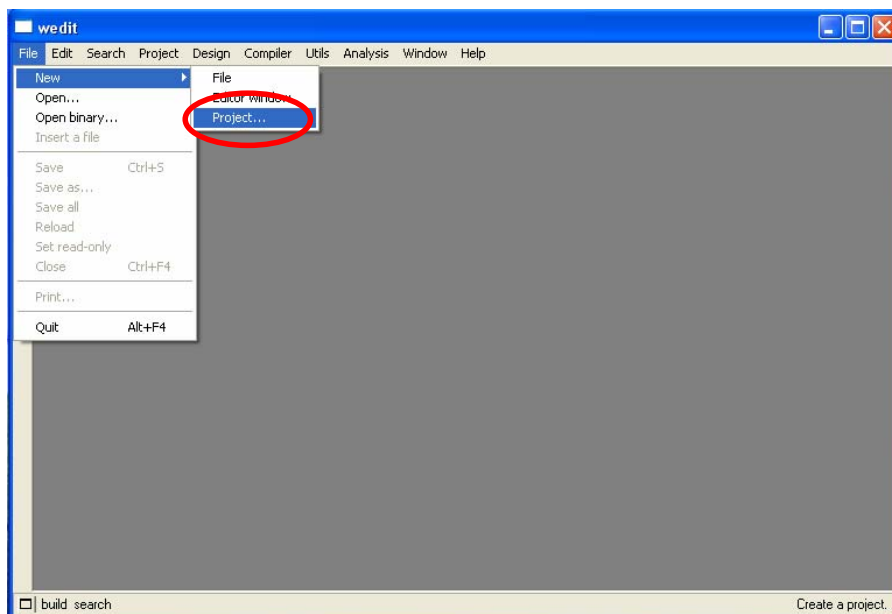 wedit
File Edit Search Project Design Compiler Utils Analysis Window Help
New
File
Open...
Editor window
Open binary...
Project...
Insert a file
Save Ctrl+S
Save as...
Save all
Reload
Set read-only
Close Ctrl+F4
Print...
Quit Alt+F4
build search
Create a project.